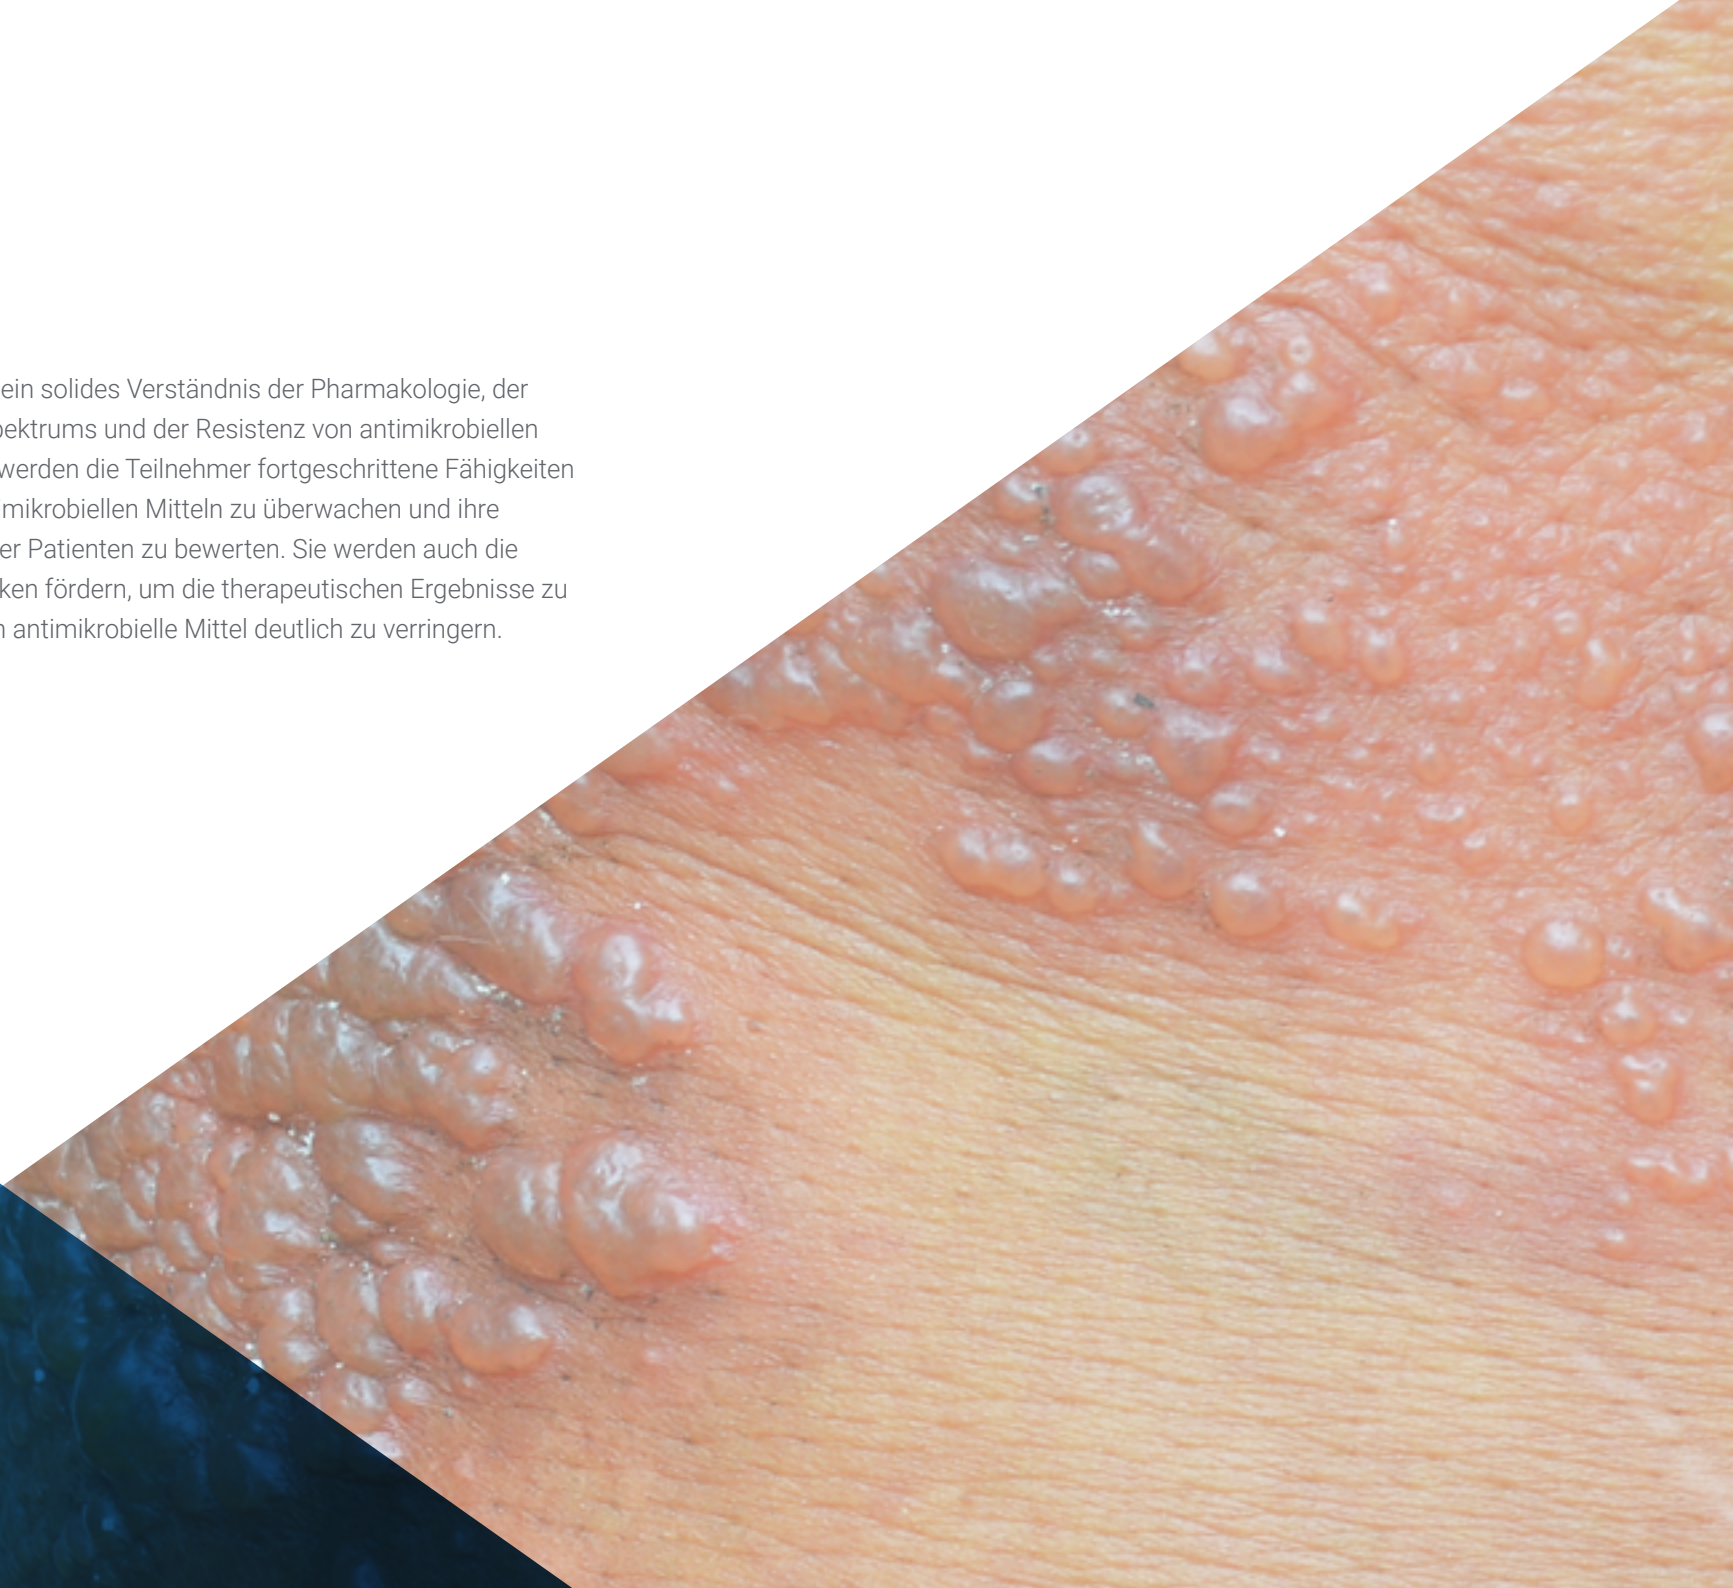 ein solides Verständnis der Pharmakologie, der
pektrums und der Resistenz von antimikrobiellen
werden die Teilnehmer fortgeschrittene Fähigkeiten
imikrobiellen Mitteln zu überwachen und ihre
er Patienten zu bewerten. Sie werden auch die
ken fördern, um die therapeutischen Ergebnisse zu
n antimikrobielle Mittel deutlich zu verringern.